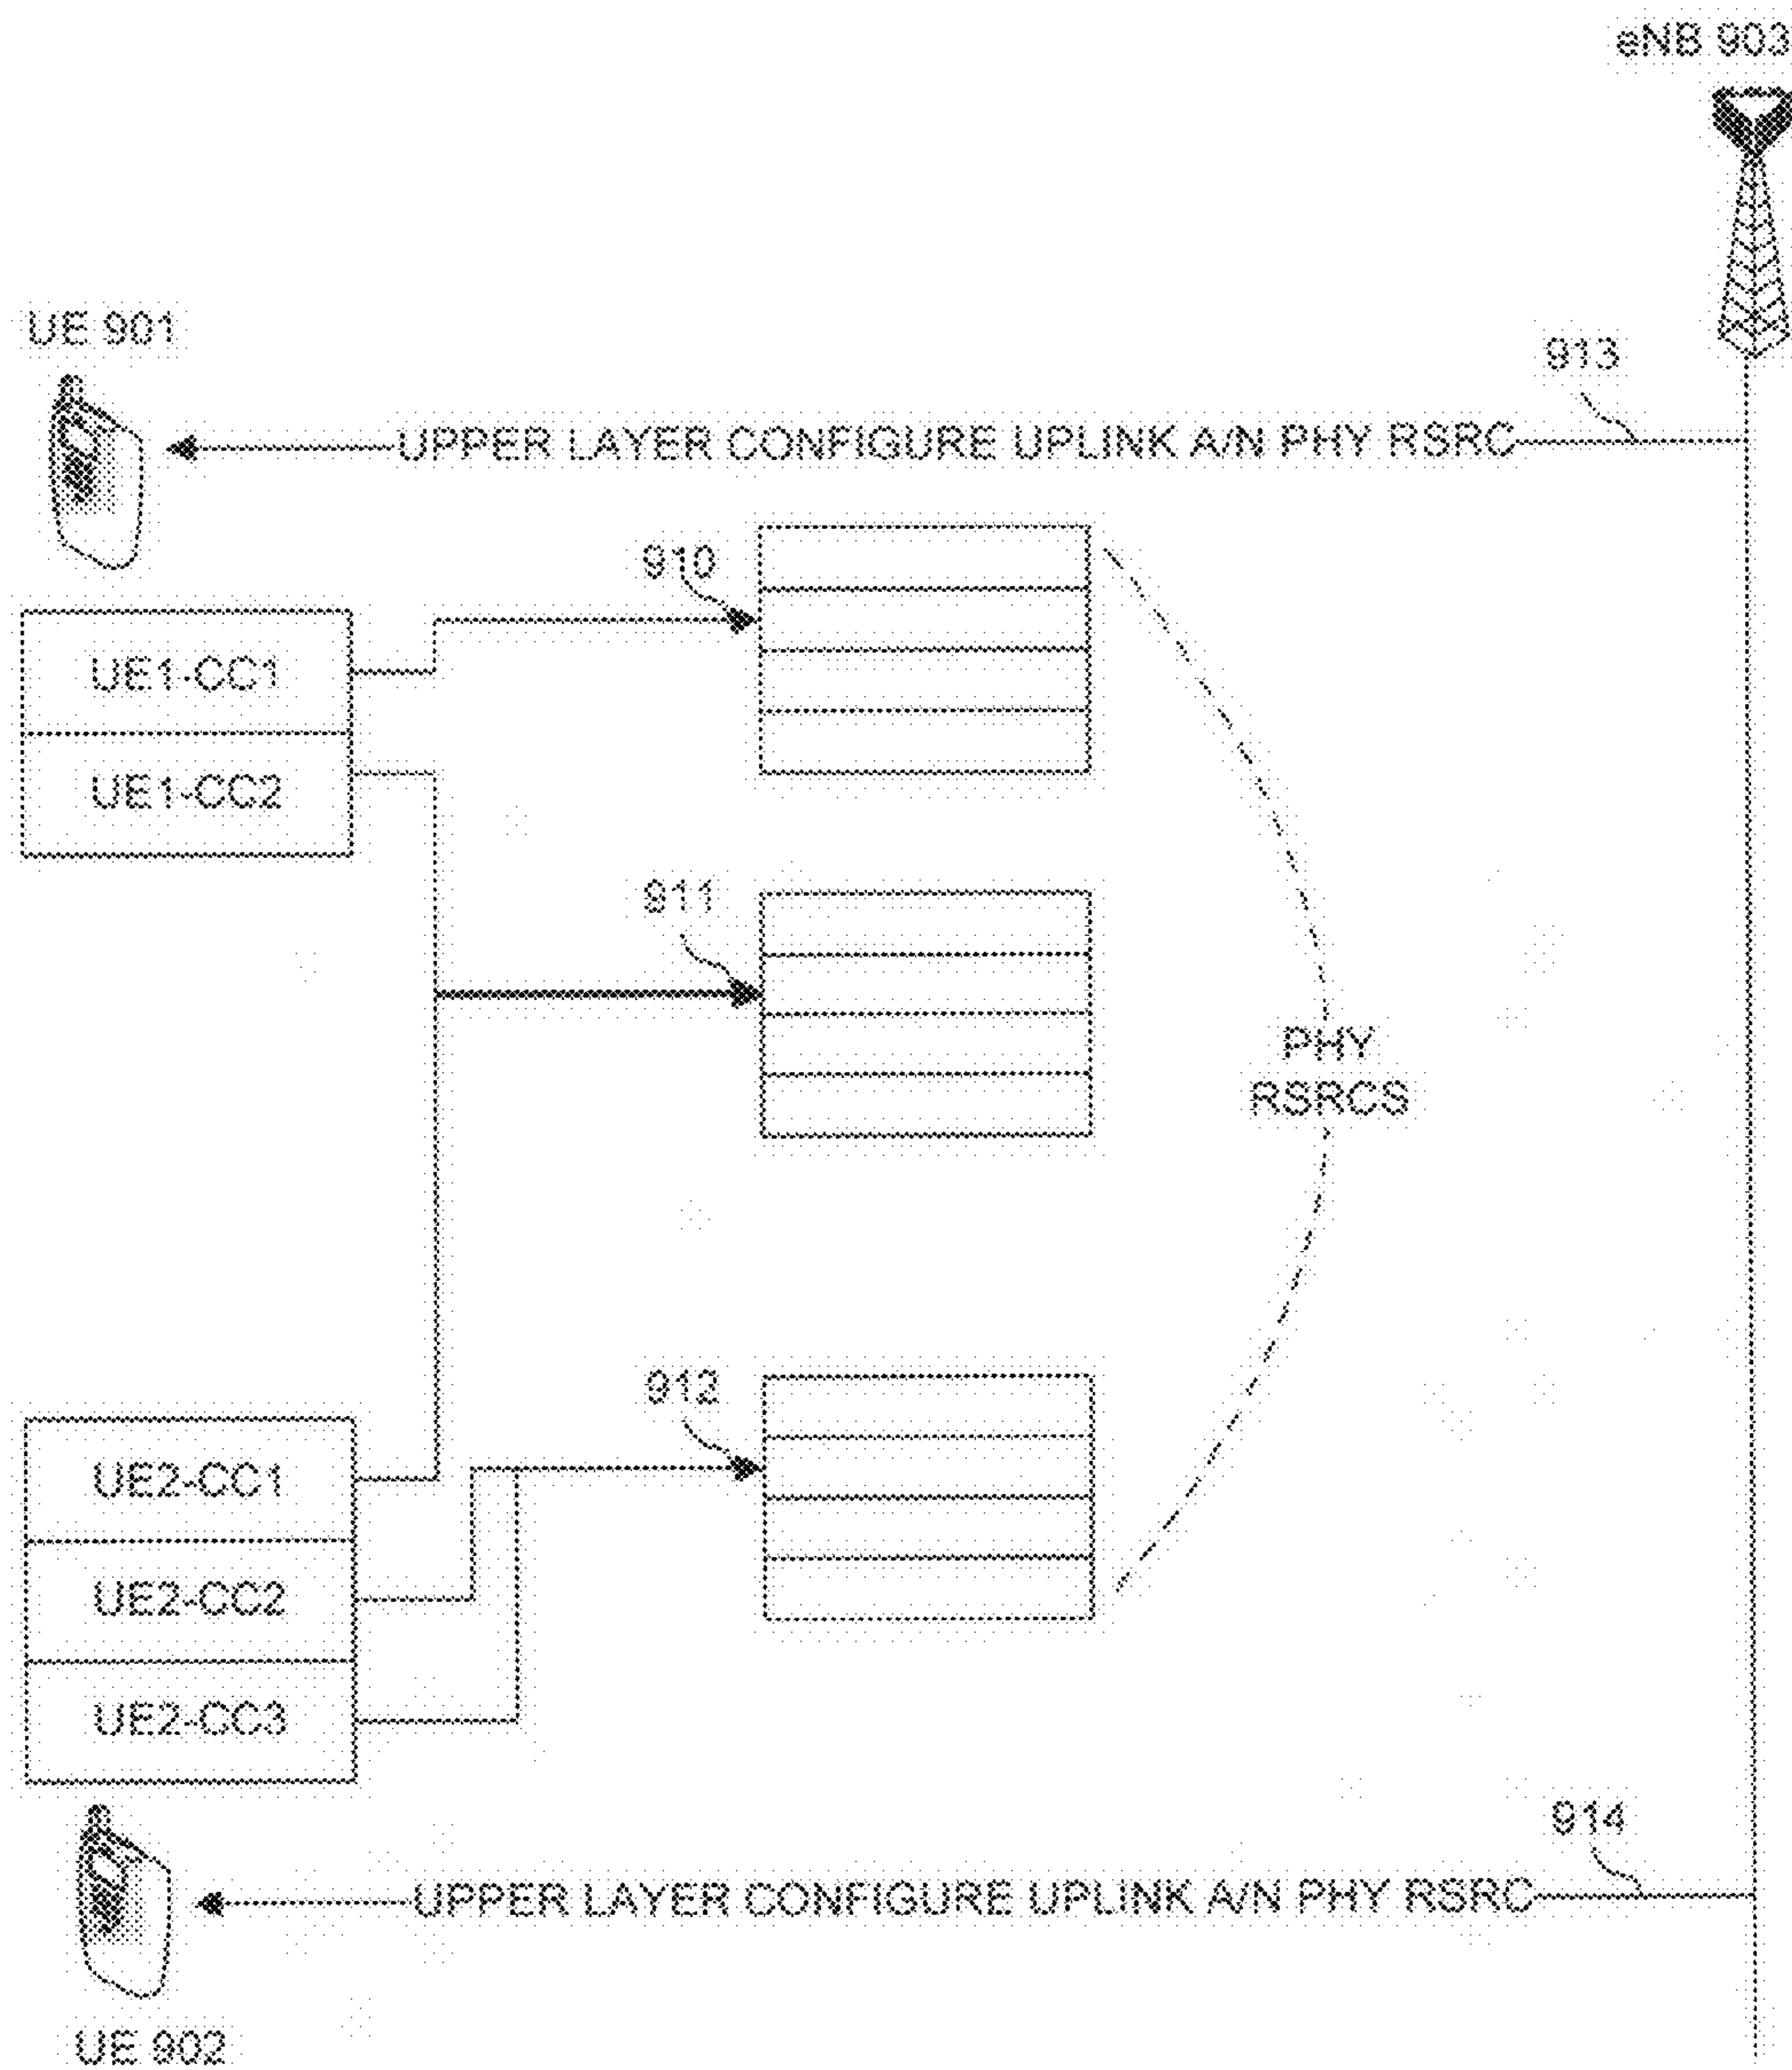 eNB 903
UE 901
913
UPPER LAYER CONFIGURE UPLINK A/N PHY RSRC
910
UE1-CC1
UE1-CC2
911
PHY
RSRCS
912
UE2-CC1
UE2-CC2
UE2-CC3
914
UPPER LAYER CONFIGURE UPLINK A/N PHY RSRC
UE 902